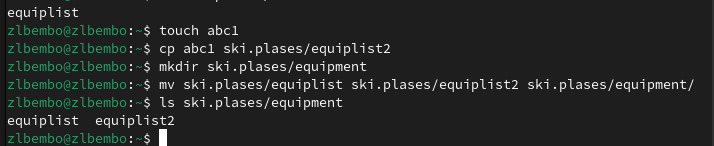 equiplist
zlbembo@zlbembo:~$ touch abc1
zlbembo@zlbembo:~$ cp abc1 ski.plases/equiplist2
zlbembo@zlbembo:~$ mkdir ski.plases/equipment
zlbembo@zlbembo:~$ mv ski.plases/equiplist ski.plases/equiplist2 ski.plases/equipment/
zlbembo@zlbembo:~$ ls ski.plases/equipment
equiplist  equiplist2
zlbembo@zlbembo:~$